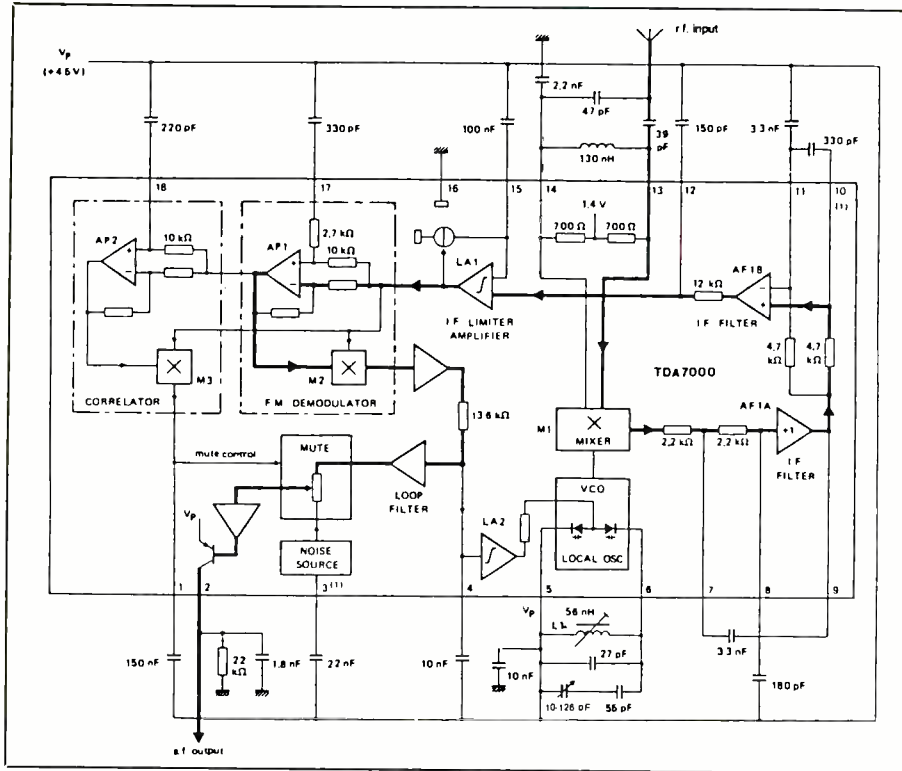 r.f. input
VP
(+4.5V)
2,2 nF
47 pF
220 pF
330 pF
100 nF
39 pF
150 pF
3.3 nF
330 pF
130 nH
18
17
16
15
14
13
12
11
10
(1)
1,4 V
700 Ω
700 Ω
AP2
10 kΩ
2,7 kΩ
AP1
10 kΩ
LA1
AF1B
12 kΩ
I.F. LIMITER
AMPLIFIER
I F FILTER
4,7 kΩ
4,7 kΩ
TDA7000
M3
CORRELATOR
M2
F.M. DEMODULATOR
13.6 kΩ
M1
MIXER
2,2 kΩ
2,2 kΩ
AF1A
+1
I F
FILTER
mute control
MUTE
LOOP
FILTER
VCO
LOCAL OSC
LA2
VP
NOISE
SOURCE
1
2
3 (1)
4
5
6
7
8
9
VP
56 nH
L1
150 nF
22 kΩ
1.8 nF
22 nF
10 nF
10 nF
27 pF
10-126 pF
56 pF
3.3 nF
180 pF
a.f. output